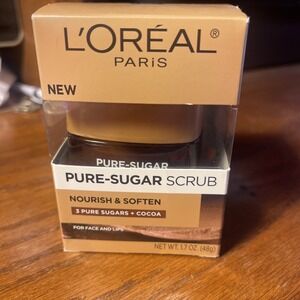 L'ORÉAL®
PARIS
NEW
PURE-SUGAR
PURE-SUGAR SCRUB
NOURISH & SOFTEN
3 PURE SUGARS + COCOA
FOR FACE AND LIPS
NET WT. 1.7 OZ. (48g)